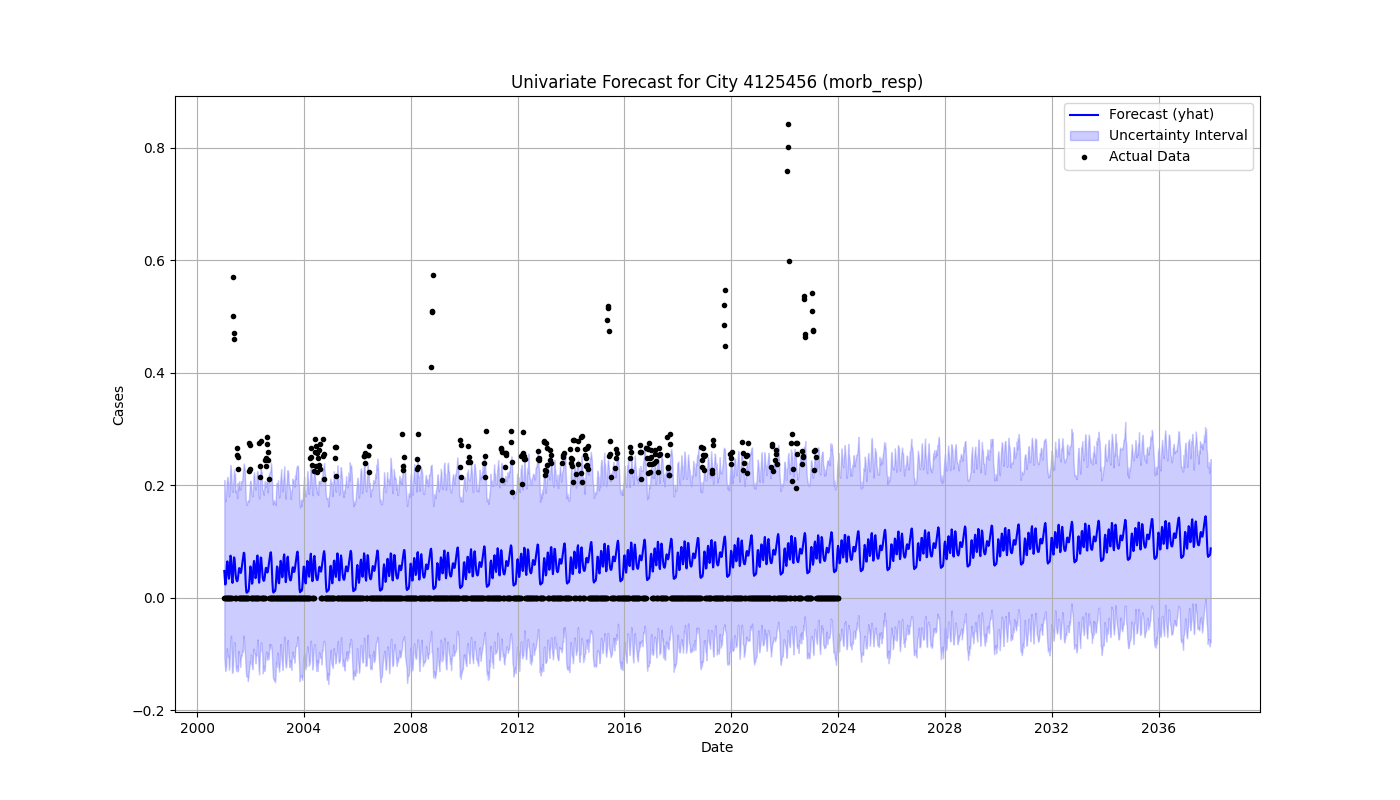 Univariate Forecast for City 4125456 (morb_resp)
Forecast (yhat)
Uncertainty Interval
Actual Data
Cases
0.8
0.6
0.4
0.2
0.0
−0.2
2000 2004 2008 2012 2016 2020 2024 2028 2032 2036
Date